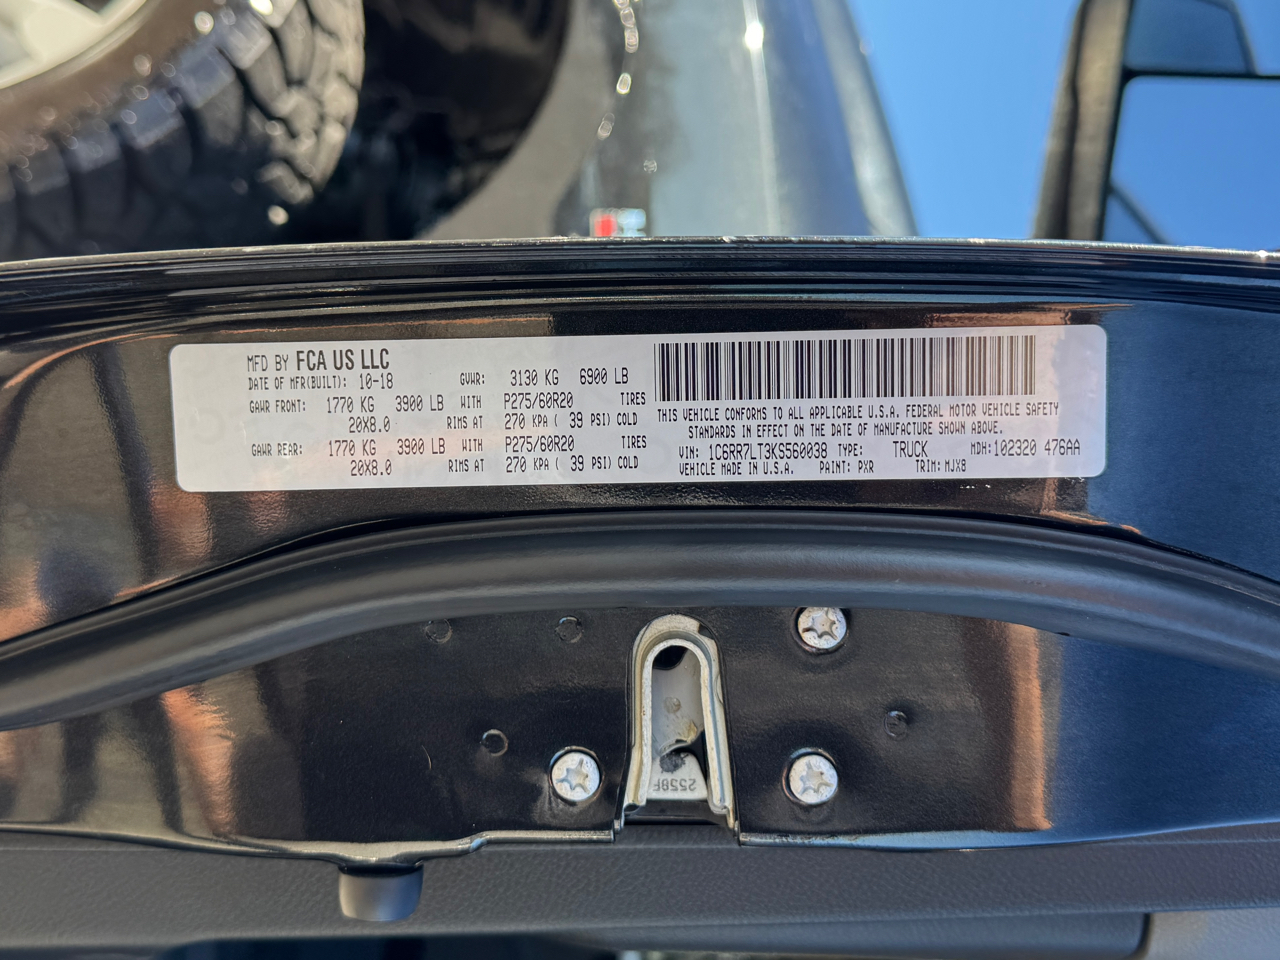 MFD BY FCA US LLC
DATE OF MFR(BUILT): 10-18 GVWR: 3130 KG 6900 LB
GAWR FRONT: 1770 KG 3900 LB WITH P275/60R20 TIRES
20X8.0 RIMS AT 270 KPA ( 39 PSI) COLD
GAWR REAR: 1770 KG 3900 LB WITH P275/60R20 TIRES
20X8.0 RIMS AT 270 KPA ( 39 PSI) COLD
THIS VEHICLE CONFORMS TO ALL APPLICABLE U.S.A. FEDERAL MOTOR VEHICLE SAFETY
STANDARDS IN EFFECT ON THE DATE OF MANUFACTURE SHOWN ABOVE.
VIN: 1C6RR7LT3KS560038 TYPE: TRUCK MDH: 102320 476AA
VEHICLE MADE IN U.S.A. PAINT: PXR TRIM: MJX8
2558F